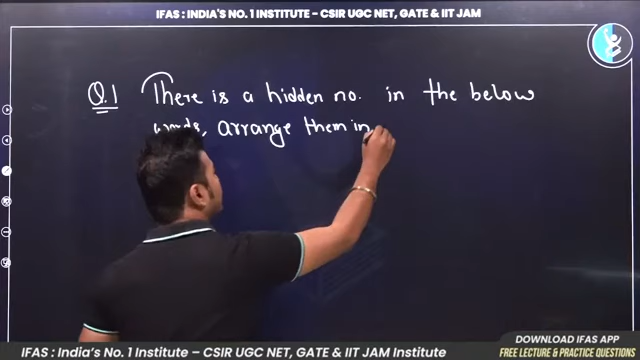 IFAS : INDIA'S NO. 1 INSTITUTE – CSIR UGC NET, GATE & IIT JAM
Q.1 There is a hidden no. in the below
words, arrange them in
DOWNLOAD IFAS APP
IFAS : India's No. 1 Institute – CSIR UGC NET, GATE & IIT JAM Institute
FREE LECTURE & PRACTICE QUESTIONS